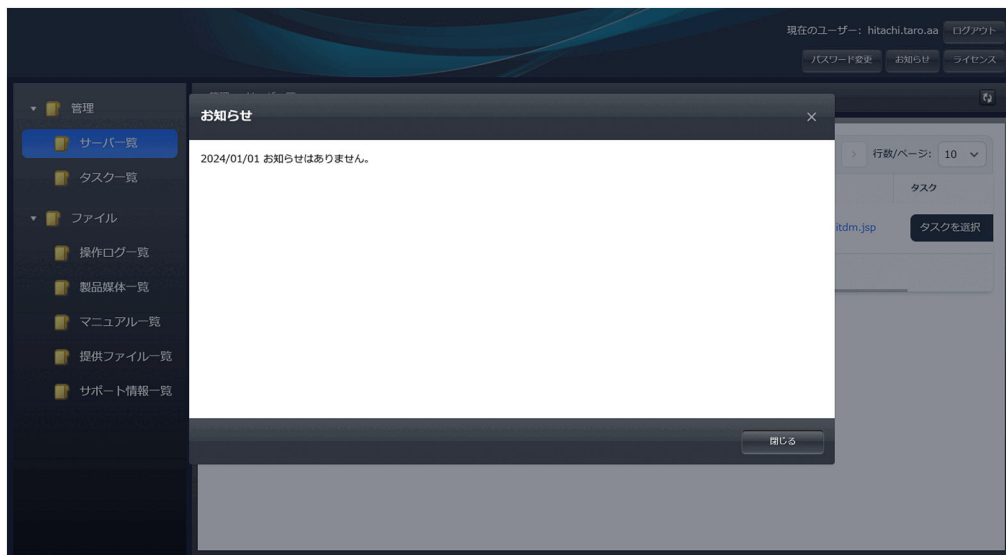 現在のユーザー: hitachi.taro.aa ログアウト
パスワード変更 お知らせ ライセンス
管理
サーバ一覧
タスク一覧
ファイル
操作ログ一覧
製品媒体一覧
マニュアル一覧
提供ファイル一覧
サポート情報一覧
お知らせ ×
2024/01/01 お知らせはありません。
閉じる
行数/ページ: 10
タスク
itdm.jsp タスクを選択